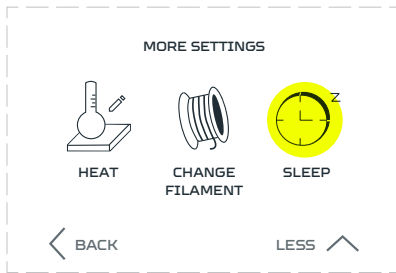 MORE SETTINGS
Z
HEAT
CHANGE
FILAMENT
SLEEP
BACK
LESS